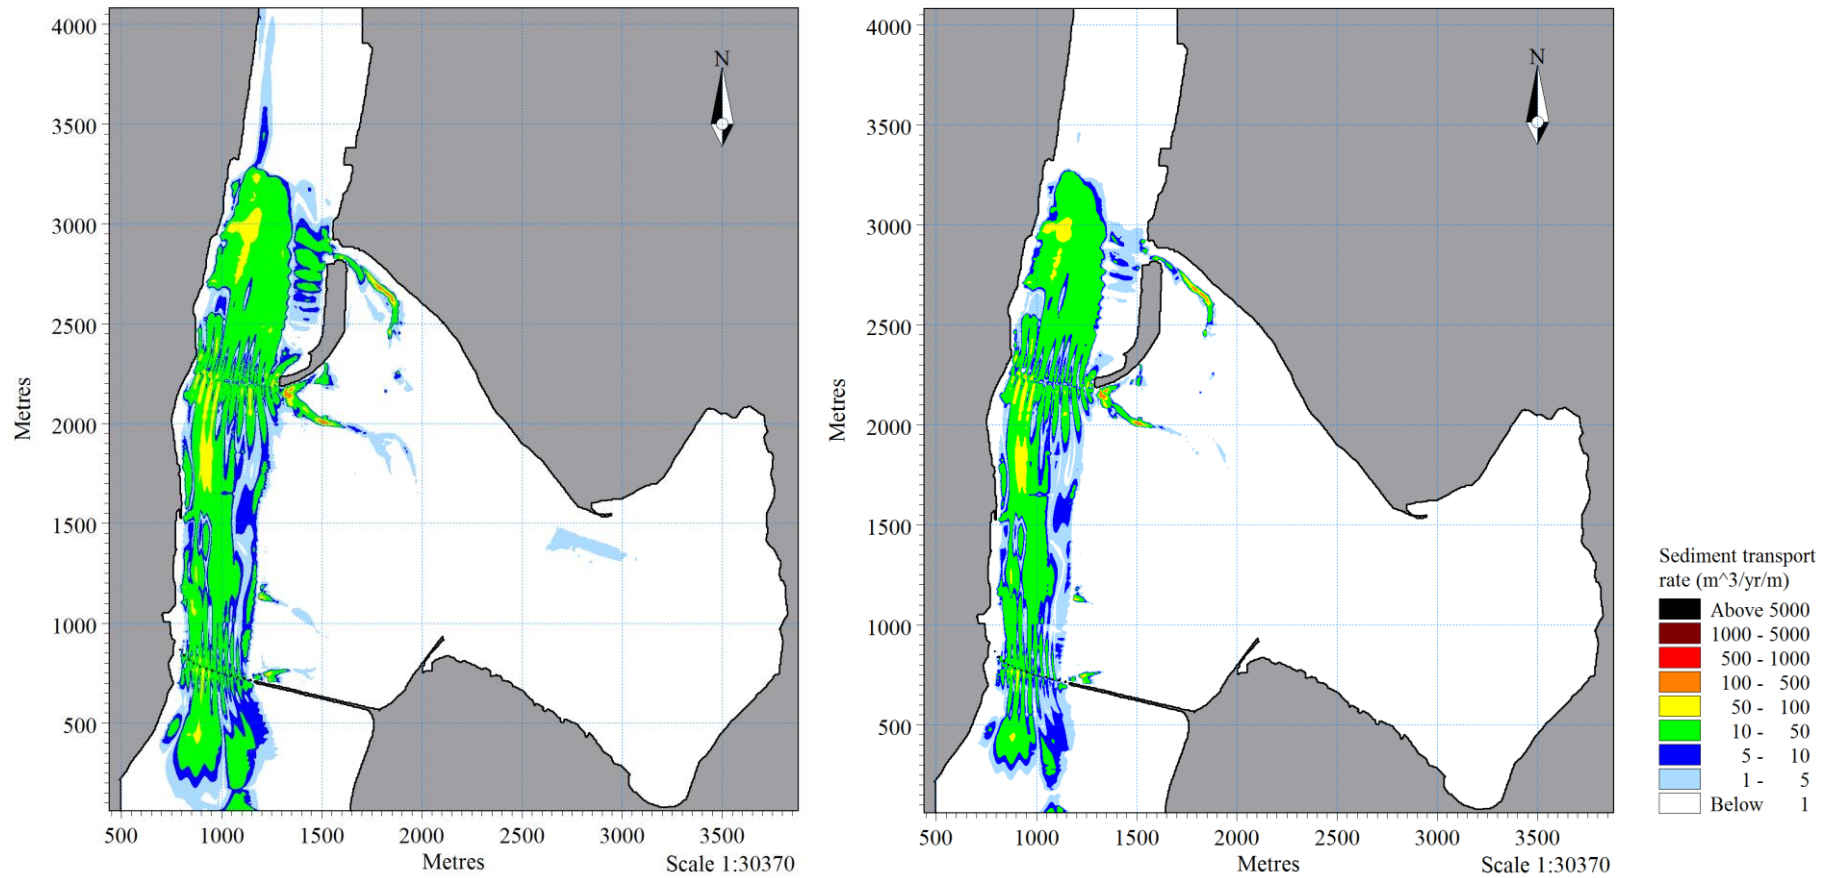 4000
3500
3000
2500
2000
1500
1000
500
Metres
N
500 1000 1500 2000 2500 3000 3500
Metres
Scale 1:30370
4000
3500
3000
2500
2000
1500
1000
500
Metres
N
500 1000 1500 2000 2500 3000 3500
Metres
Scale 1:30370
Sediment transport
rate (m^3/yr/m)
Above 5000
1000 - 5000
500 - 1000
100 - 500
50 - 100
10 - 50
5 - 10
1 - 5
Below 1